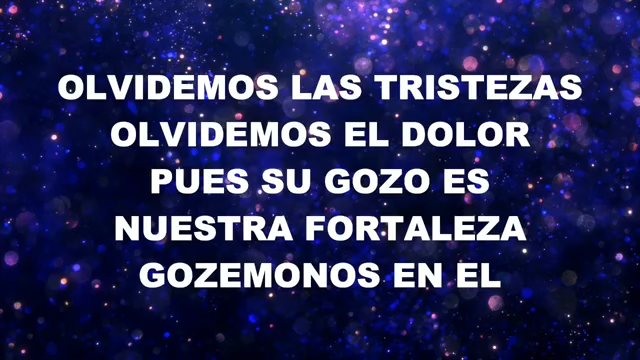 OLVIDEMOS LAS TRISTEZAS
OLVIDEMOS EL DOLOR
PUES SU GOZO ES
NUESTRA FORTALEZA
GOZEMONOS EN EL